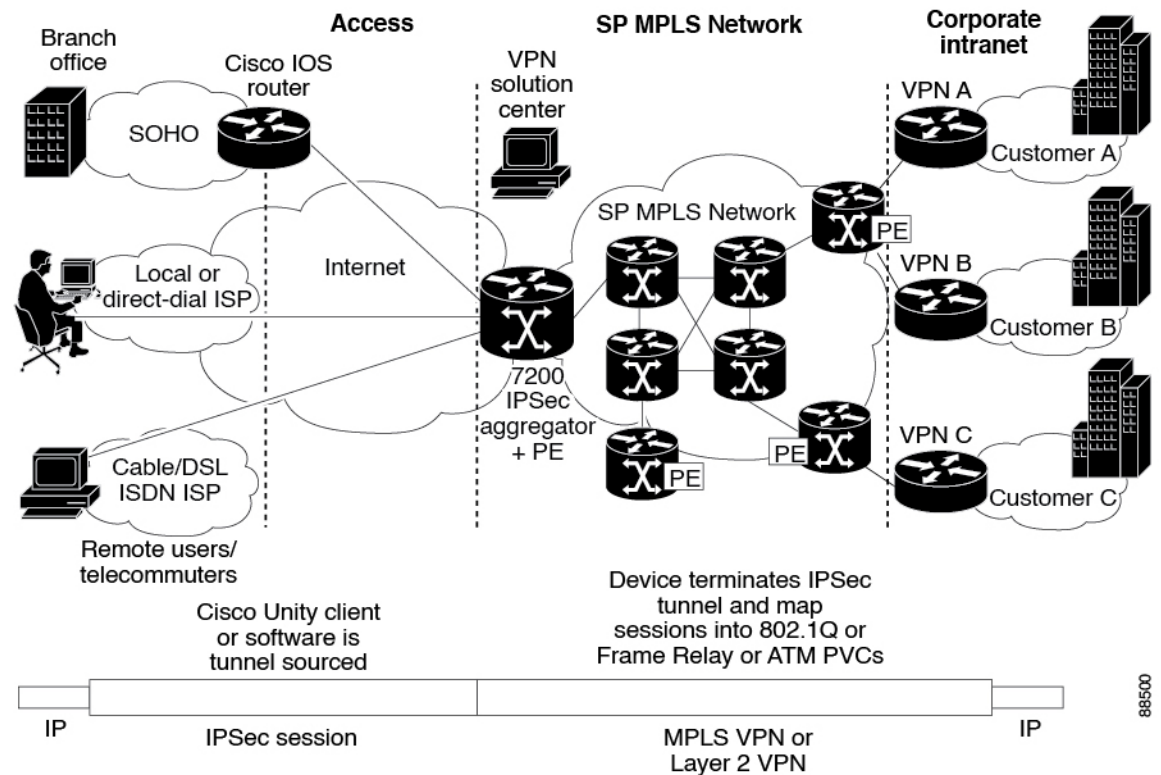 Access
SP MPLS Network
Corporate
intranet
Branch
office
Cisco IOS
router
VPN
solution
center
VPN A
SOHO
Customer A
SP MPLS Network
PE
Internet
Local or
direct-dial ISP
VPN B
Customer B
7200
IPSec
aggregator
+ PE
PE
PE
VPN C
Cable/DSL
ISDN ISP
Customer C
Remote users/
telecommuters
Cisco Unity client
or software is
tunnel sourced
Device terminates IPSec
tunnel and map
sessions into 802.1Q or
Frame Relay or ATM PVCs
IP
IPSec session
MPLS VPN or
Layer 2 VPN
IP
88500